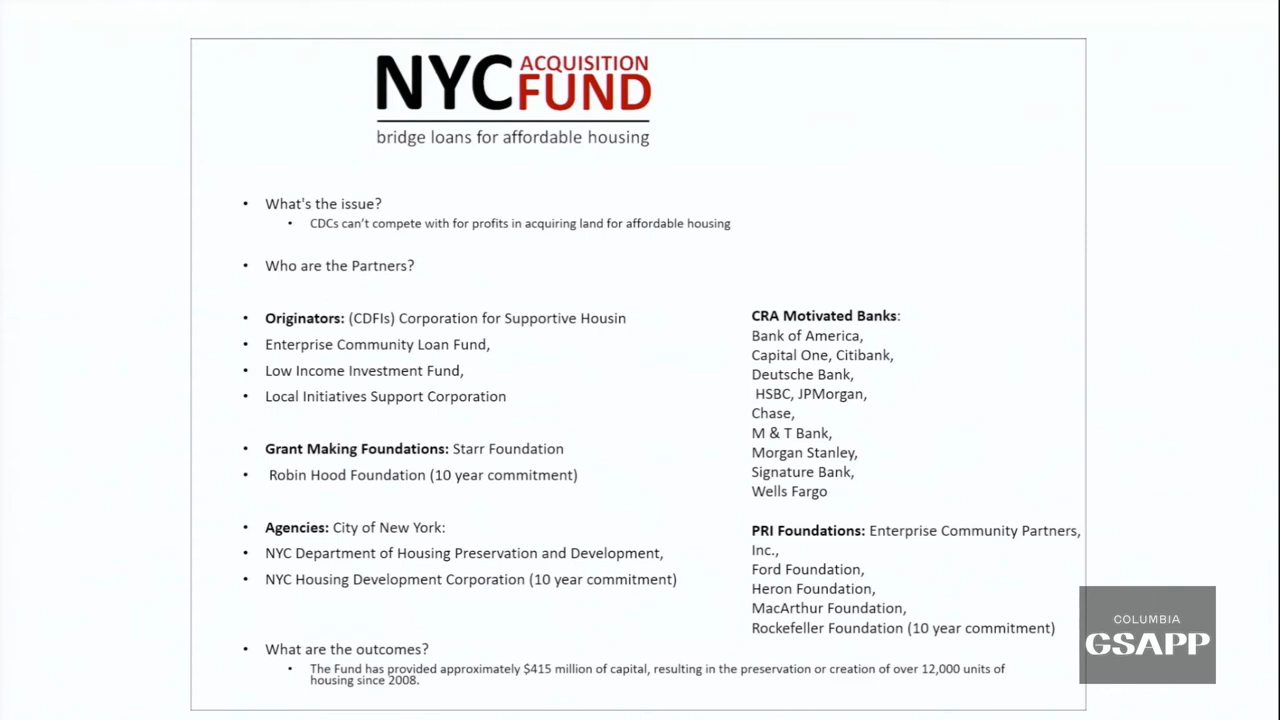 NYC ACQUISITION FUND
bridge loans for affordable housing
• What's the issue?
• CDCs can't compete with for profits in acquiring land for affordable housing
• Who are the Partners?
• Originators: (CDFIs) Corporation for Supportive Housin
• Enterprise Community Loan Fund,
• Low Income Investment Fund,
• Local Initiatives Support Corporation
• Grant Making Foundations: Starr Foundation
• Robin Hood Foundation (10 year commitment)
• Agencies: City of New York:
• NYC Department of Housing Preservation and Development,
• NYC Housing Development Corporation (10 year commitment)
CRA Motivated Banks:
Bank of America,
Capital One, Citibank,
Deutsche Bank,
HSBC, JPMorgan,
Chase,
M & T Bank,
Morgan Stanley,
Signature Bank,
Wells Fargo
PRI Foundations: Enterprise Community Partners,
Inc.,
Ford Foundation,
Heron Foundation,
MacArthur Foundation,
Rockefeller Foundation (10 year commitment)
• What are the outcomes?
• The Fund has provided approximately $415 million of capital, resulting in the preservation or creation of over 12,000 units of
housing since 2008.
COLUMBIA
GSAPP